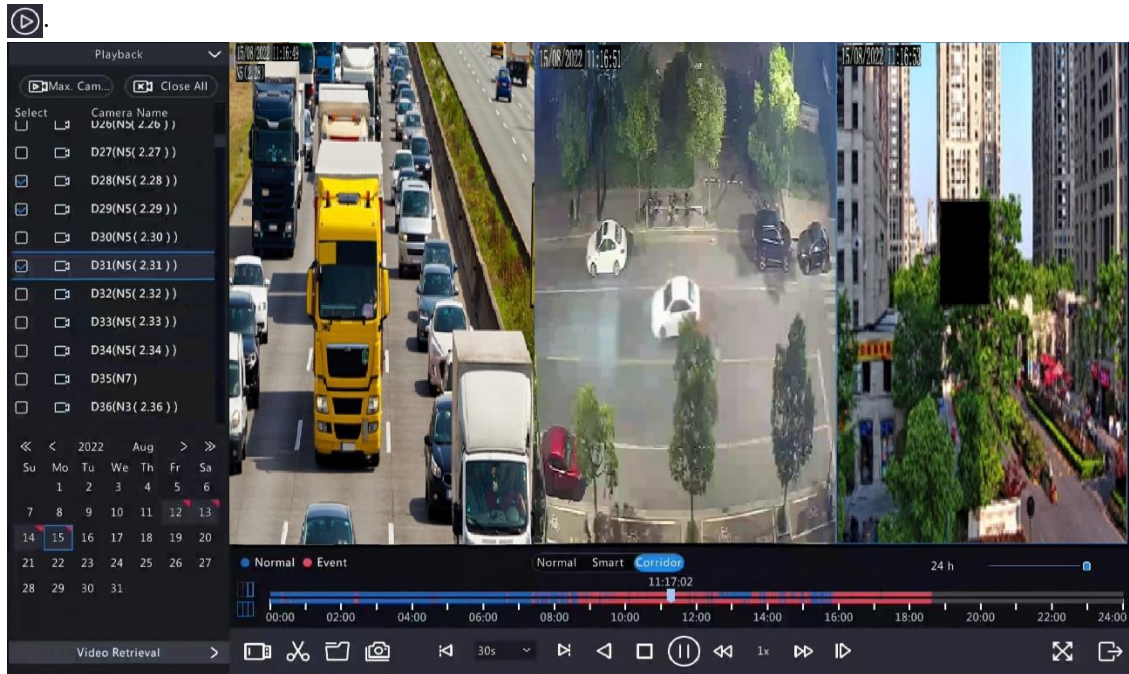 .
Playback
Max. Cam... Close All
Select Camera Name
D26(N5( 2.26 ) )
D27(N5( 2.27 ) )
D28(N5( 2.28 ) )
D29(N5( 2.29 ) )
D30(N5( 2.30 ) )
D31(N5( 2.31 ) )
D32(N5( 2.32 ) )
D33(N5( 2.33 ) )
D34(N5( 2.34 ) )
D35(N7)
D36(N3( 2.36 ) )
2022 Aug
Su Mo Tu We Th Fr Sa
1 2 3 4 5 6
7 8 9 10 11 12 13
14 15 16 17 18 19 20
21 22 23 24 25 26 27
28 29 30 31
Video Retrieval
15/08/2022 11:16:49
N5(2.28)
15/08/2022 11:16:51
15/08/2022 11:16:53
Normal Event
Normal Smart Corridor
24 h
11:17:02
00:00 02:00 04:00 06:00 08:00 10:00 12:00 14:00 16:00 18:00 20:00 22:00 24:00
30s
1x